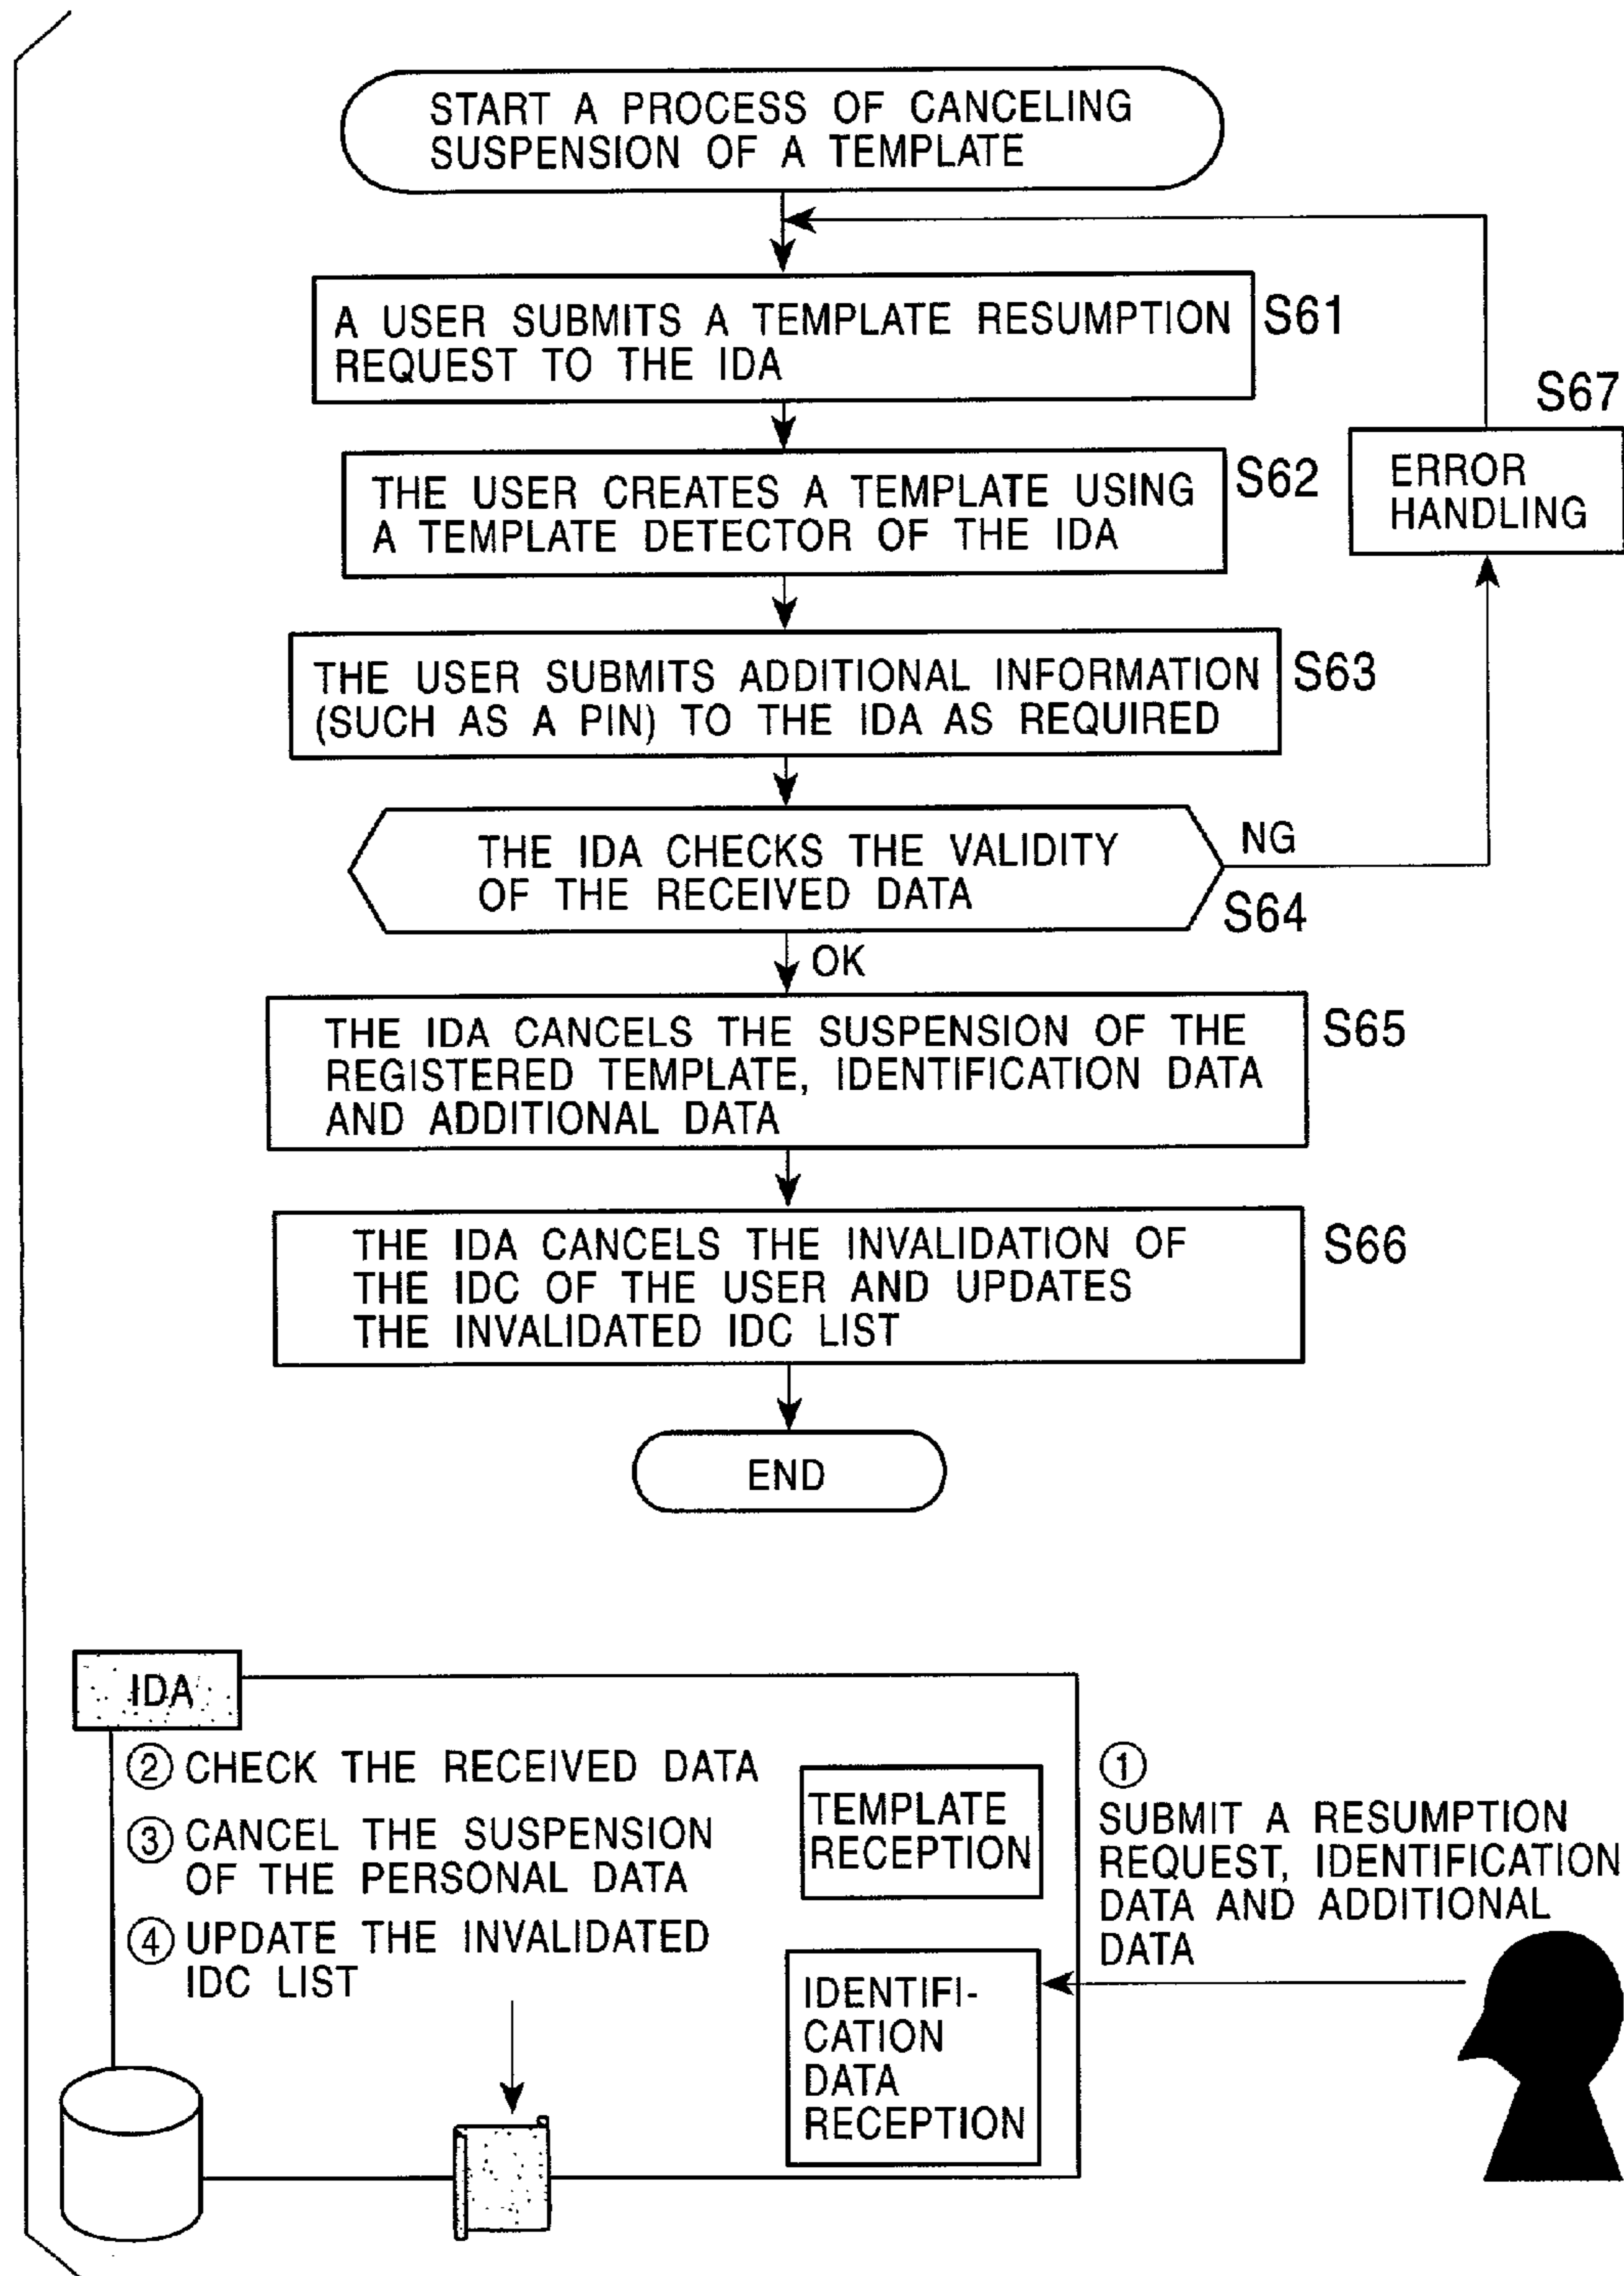 START A PROCESS OF CANCELING
SUSPENSION OF A TEMPLATE
A USER SUBMITS A TEMPLATE RESUMPTION
REQUEST TO THE IDA
S61
S67
ERROR
HANDLING
THE USER CREATES A TEMPLATE USING
A TEMPLATE DETECTOR OF THE IDA
S62
THE USER SUBMITS ADDITIONAL INFORMATION
(SUCH AS A PIN) TO THE IDA AS REQUIRED
S63
THE IDA CHECKS THE VALIDITY
OF THE RECEIVED DATA
NG
S64
OK
THE IDA CANCELS THE SUSPENSION OF THE
REGISTERED TEMPLATE, IDENTIFICATION DATA
AND ADDITIONAL DATA
S65
THE IDA CANCELS THE INVALIDATION OF
THE IDC OF THE USER AND UPDATES
THE INVALIDATED IDC LIST
S66
END
IDA
② CHECK THE RECEIVED DATA
③ CANCEL THE SUSPENSION
OF THE PERSONAL DATA
④ UPDATE THE INVALIDATED
IDC LIST
TEMPLATE
RECEPTION
IDENTIFI-
CATION
DATA
RECEPTION
①
SUBMIT A RESUMPTION
REQUEST, IDENTIFICATION
DATA AND ADDITIONAL
DATA